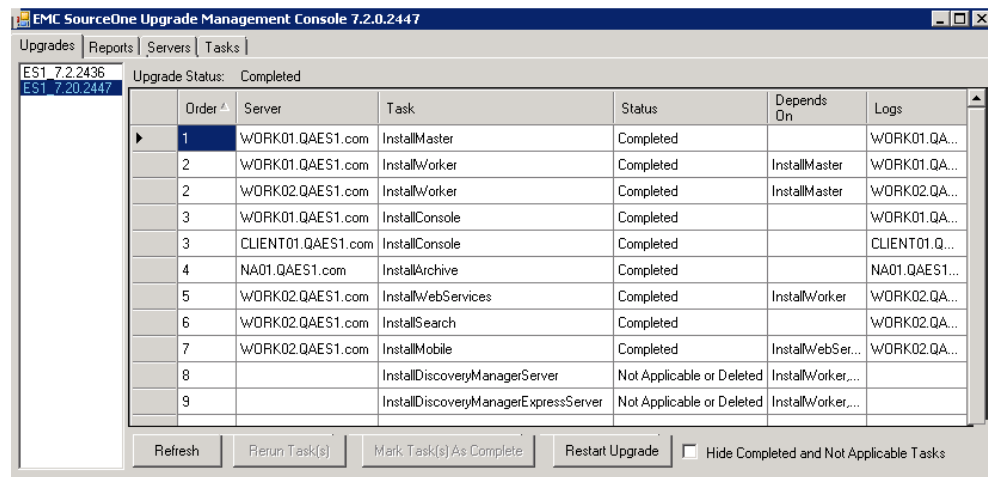 EMC SourceOne Upgrade Management Console 7.2.0.2447
Upgrades Reports Servers Tasks
ES1_7.2.2436
ES1_7.20.2447
Upgrade Status: Completed
Order Server Task Status Depends On Logs
1 WORK01.QAES1.com InstallMaster Completed WORK01.QA...
2 WORK01.QAES1.com InstallWorker Completed InstallMaster WORK01.QA...
2 WORK02.QAES1.com InstallWorker Completed InstallMaster WORK02.QA...
3 WORK01.QAES1.com InstallConsole Completed WORK01.QA...
3 CLIENT01.QAES1.com InstallConsole Completed CLIENT01.Q...
4 NA01.QAES1.com InstallArchive Completed NA01.QAES1...
5 WORK02.QAES1.com InstallWebServices Completed InstallWorker WORK02.QA...
6 WORK02.QAES1.com InstallSearch Completed WORK02.QA...
7 WORK02.QAES1.com InstallMobile Completed InstallWebSer... WORK02.QA...
8 InstallDiscoveryManagerServer Not Applicable or Deleted InstallWorker,...
9 InstallDiscoveryManagerExpressServer Not Applicable or Deleted InstallWorker,...
Refresh Rerun Task(s) Mark Task(s) As Complete Restart Upgrade Hide Completed and Not Applicable Tasks